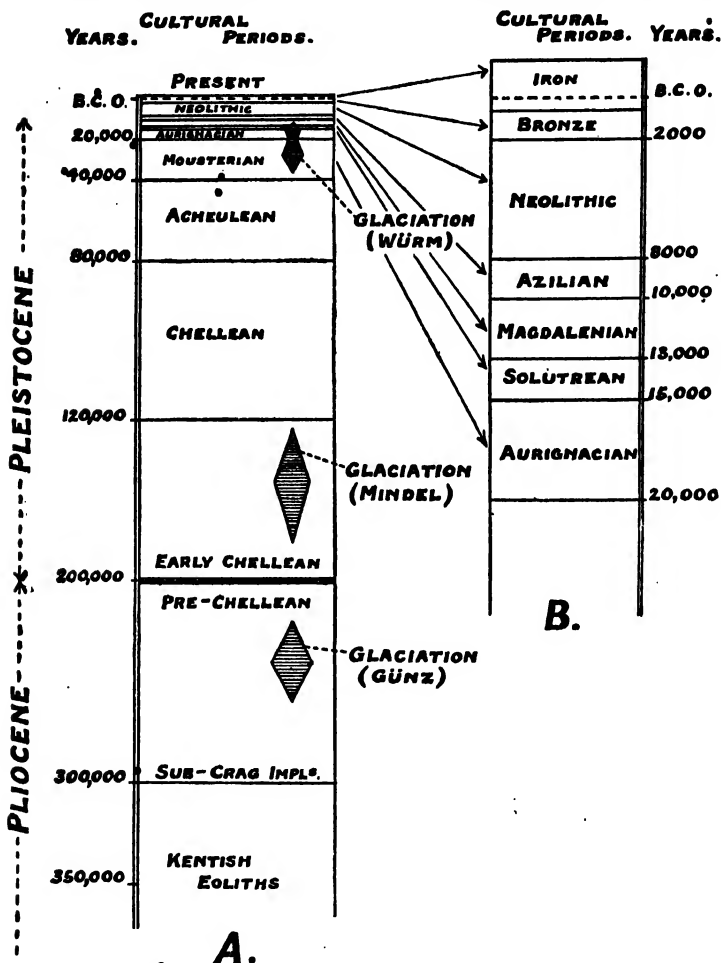 YEARS.
CULTURAL
PERIODS.
PRESENT
B.C. O.
NEOLITHIC
20,000
AURIGNACIAN
MOUSTERIAN
40,000
ACHEULEAN
GLACIATION
(WÜRM)
80,000
CHELLEAN
120,000
GLACIATION
(MINDEL)
EARLY CHELLEAN
200,000
PRE-CHELLEAN
GLACIATION
(GÜNZ)
SUB-CRAG IMPLS.
300,000
KENTISH
EOLITHS
350,000
PLEISTOCENE
PLIOCENE
A.
CULTURAL
PERIODS.
YEARS.
IRON
B.C. O.
BRONZE
2000
NEOLITHIC
8000
AZILIAN
10,000
MAGDALENIAN
13,000
SOLUTREAN
15,000
AURIGNACIAN
20,000
B.